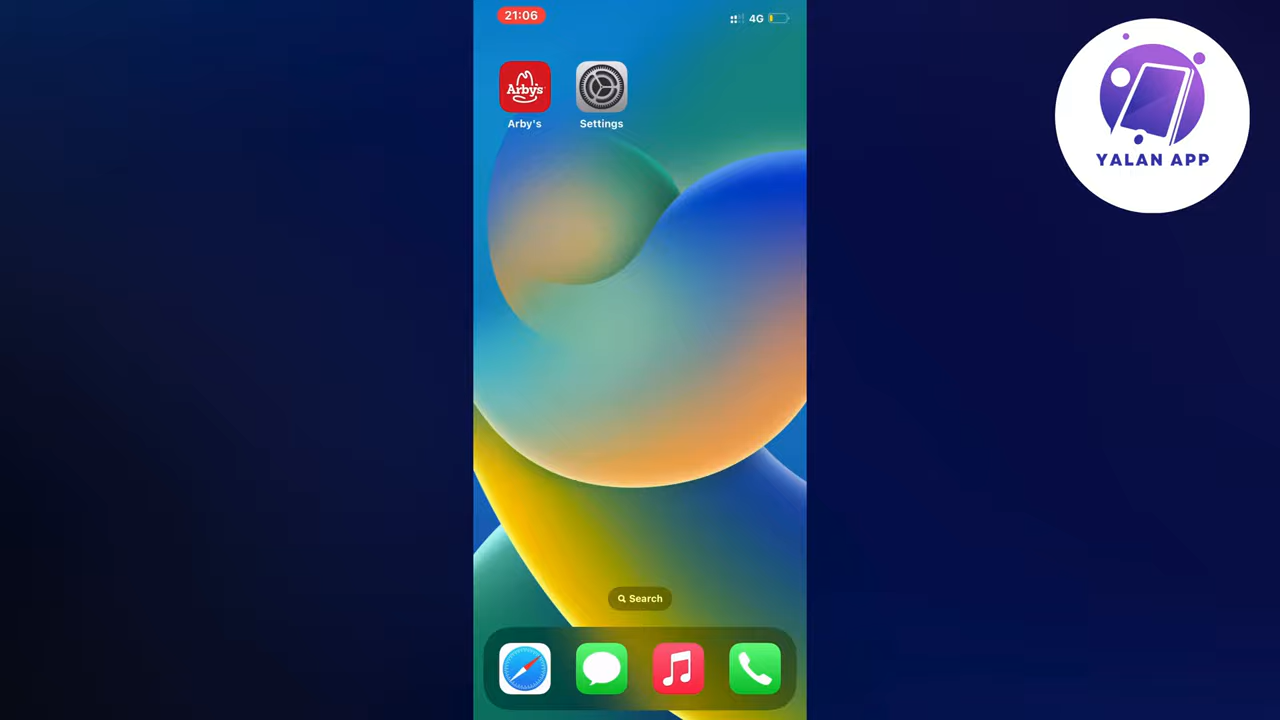 21:06
4G
Arby's
YALAN APP
Arby's
Settings
Search